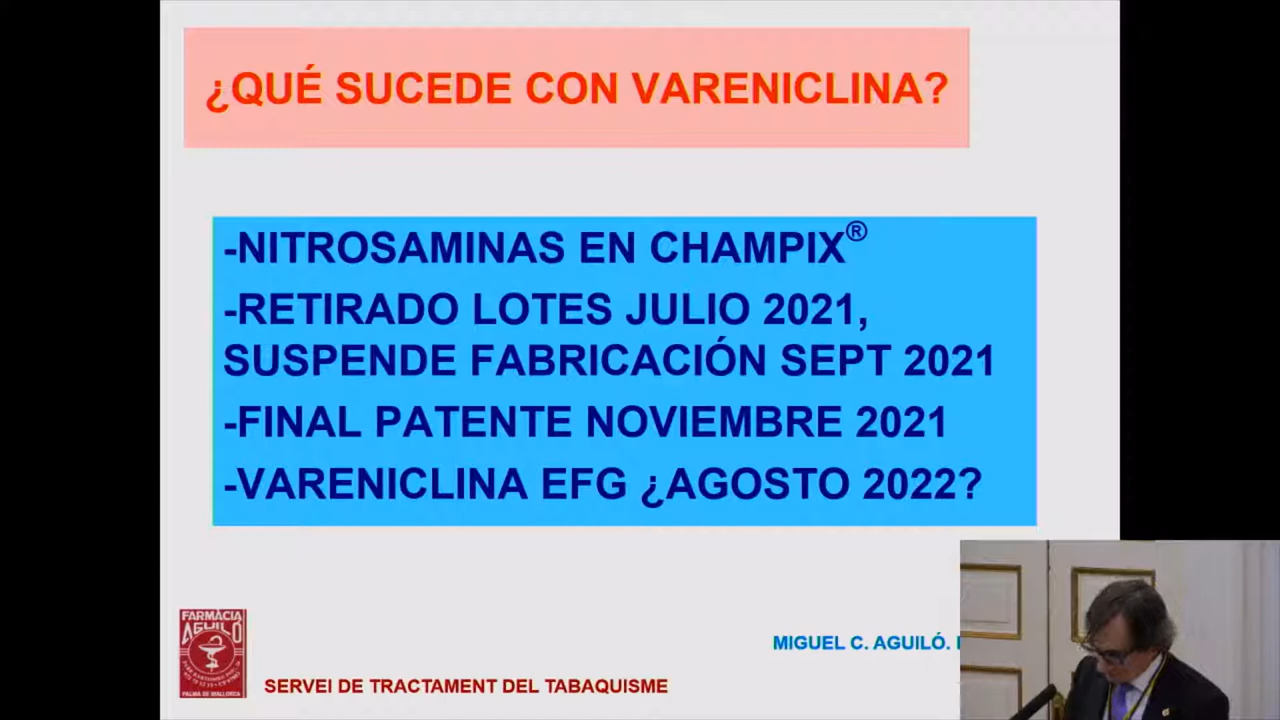 ¿QUÉ SUCEDE CON VARENICLINA?
-NITROSAMINAS EN CHAMPIX®
-RETIRADO LOTES JULIO 2021,
SUSPENDE FABRICACIÓN SEPT 2021
-FINAL PATENTE NOVIEMBRE 2021
-VARENICLINA EFG ¿AGOSTO 2022?
FARMÀCIA
AGUILÓ
PALMA DE MALLORCA
MIGUEL C. AGUILÓ.
SERVEI DE TRACTAMENT DEL TABAQUISME